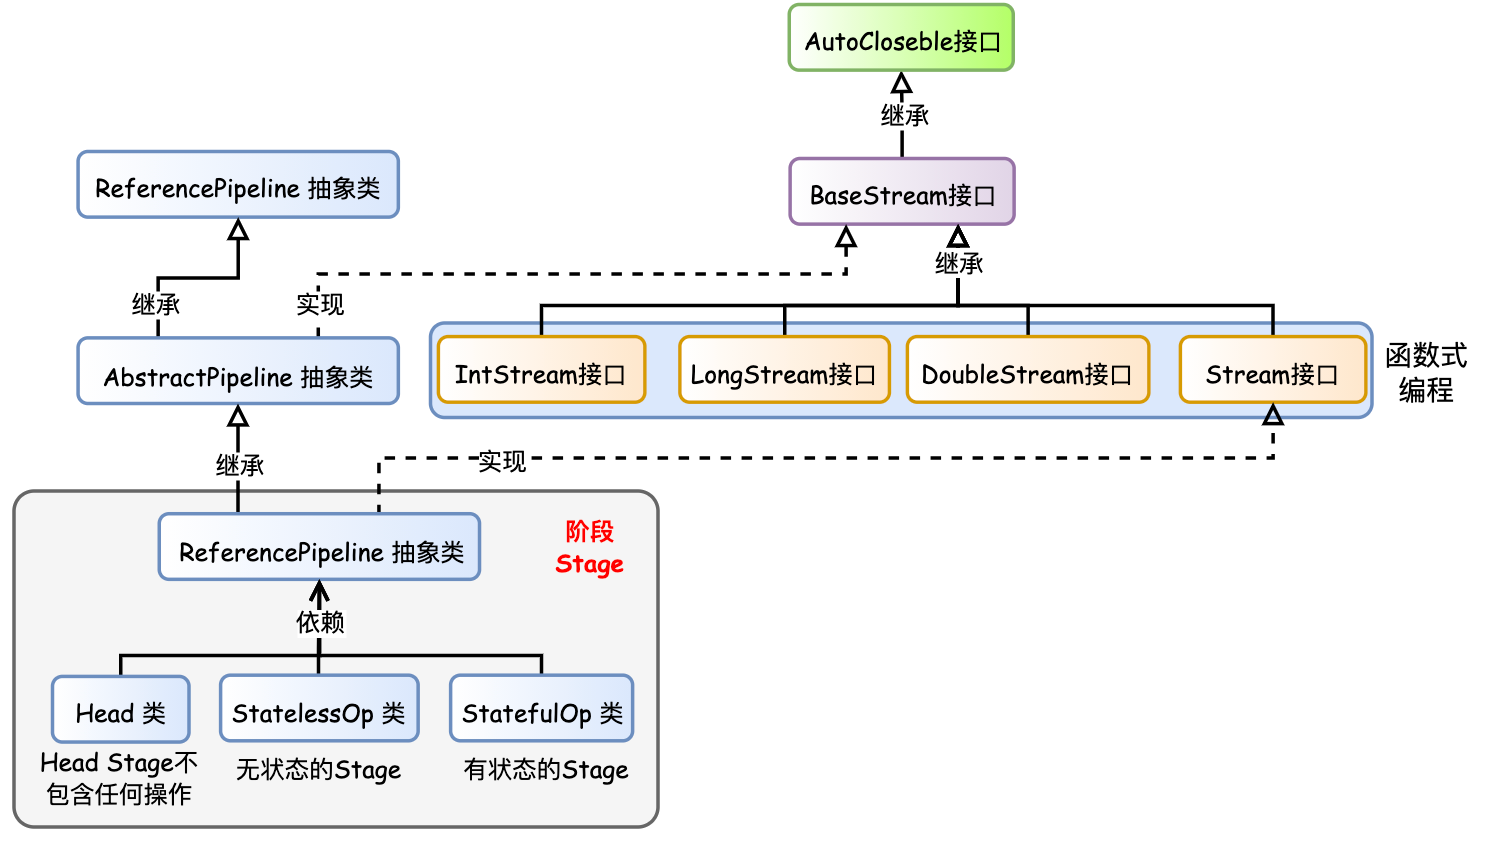 AutoCloseble接口
继承
ReferencePipeline 抽象类
BaseStream接口
继承
继承
实现
AbstractPipeline 抽象类
IntStream接口
LongStream接口
DoubleStream接口
Stream接口
函数式
编程
继承
实现
ReferencePipeline 抽象类
阶段
Stage
依赖
Head 类
StatelessOp 类
StatefulOp 类
Head Stage不
包含任何操作
无状态的Stage
有状态的Stage